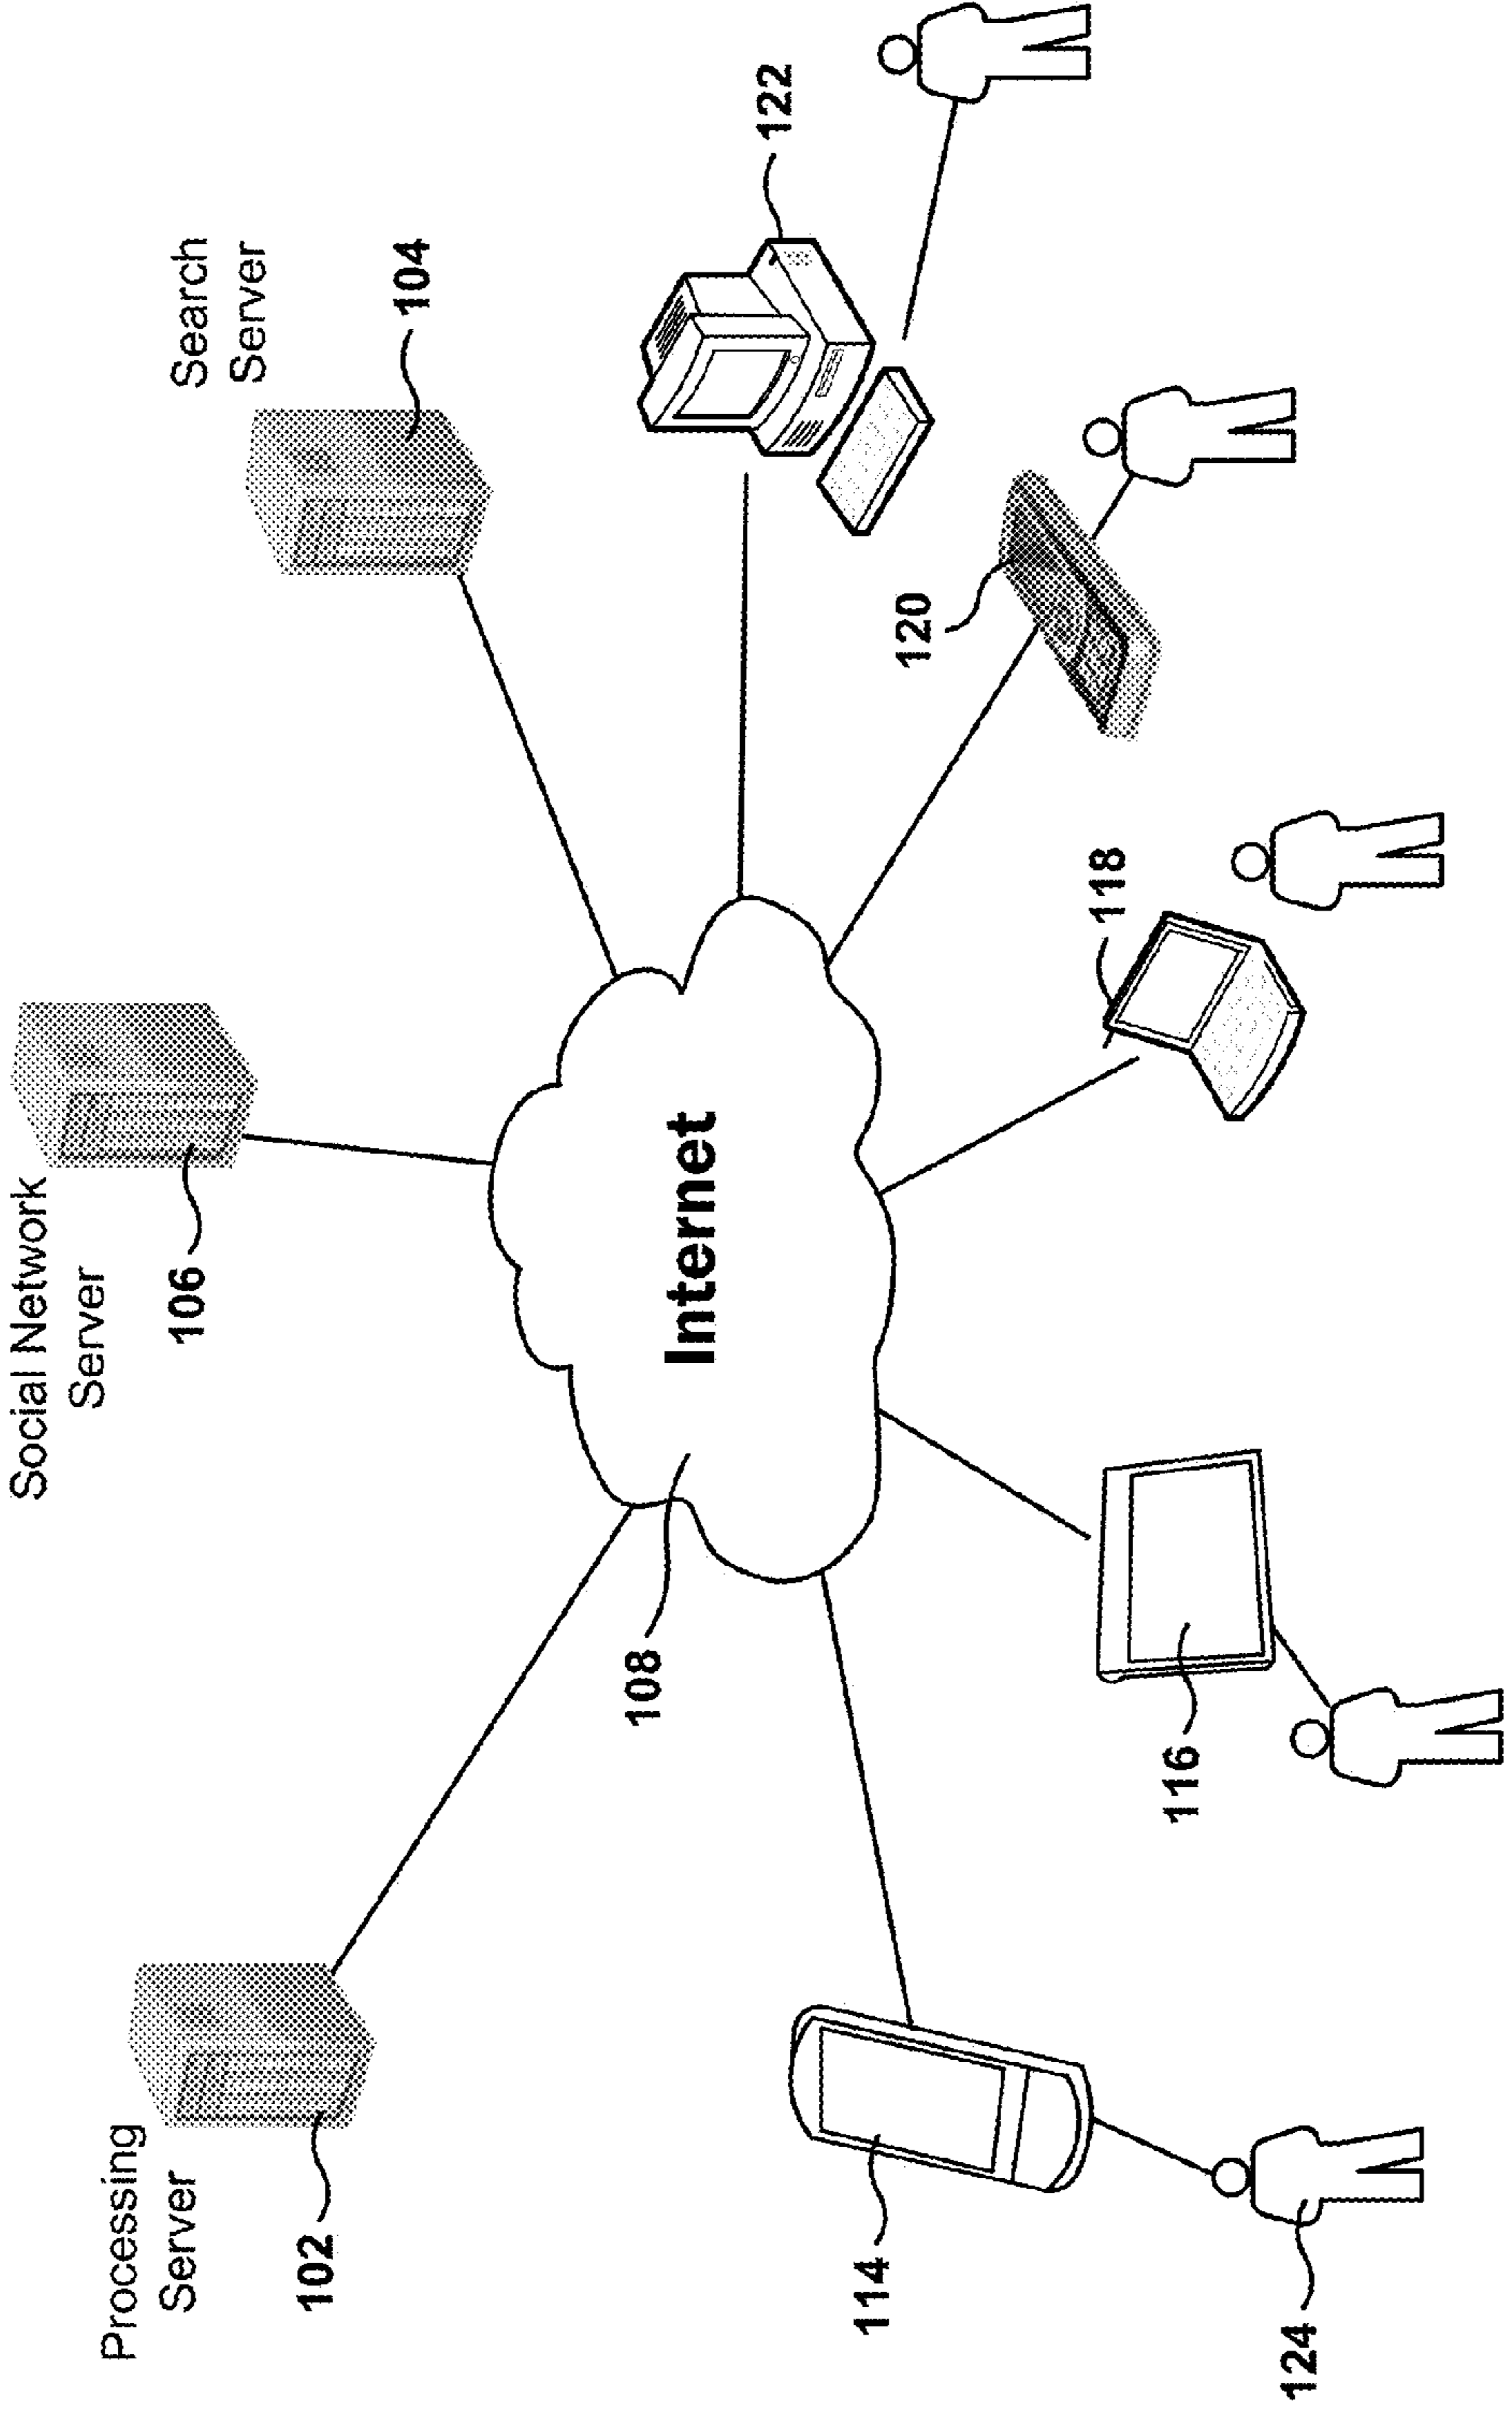 Processing
Server
102
Social Network
Server
106
Search
Server
104
108
Internet
122
114
116
118
120
124